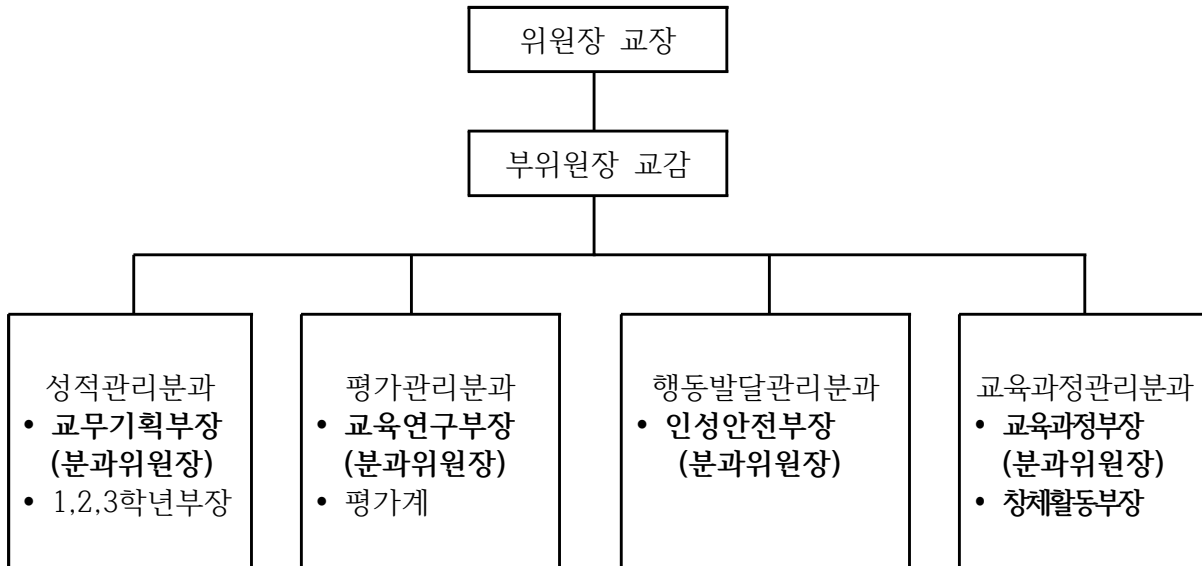 위원장 교장
부위원장 교감
성적관리분과
• 교무기획부장
(분과위원장)
• 1,2,3학년부장
평가관리분과
• 교육연구부장
(분과위원장)
• 평가계
행동발달관리분과
• 인성안전부장
(분과위원장)
교육과정관리분과
• 교육과정부장
(분과위원장)
• 창체활동부장